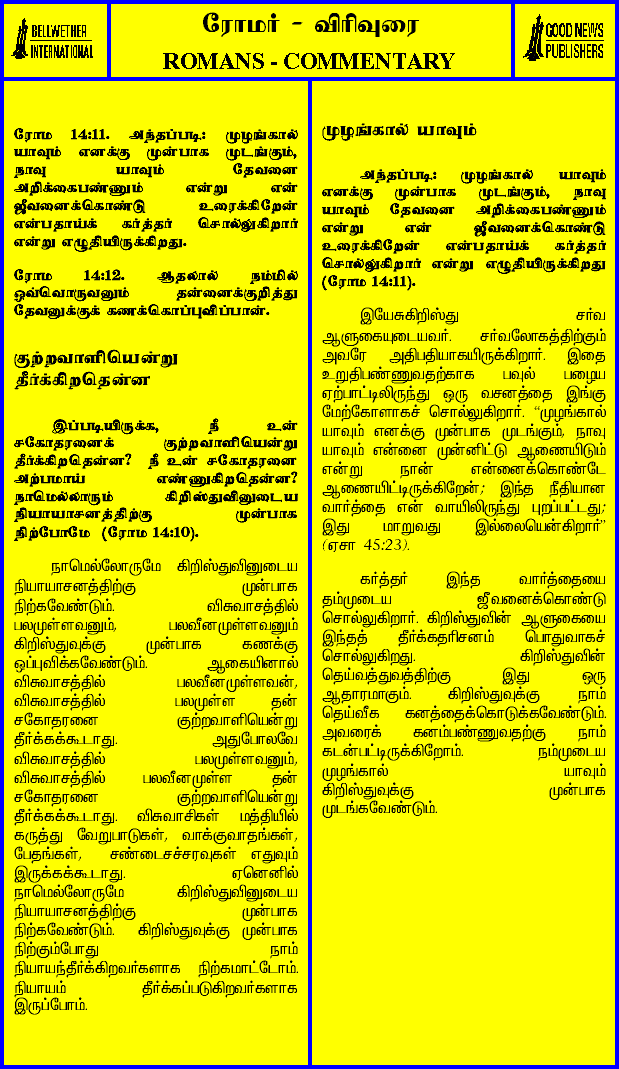 BELLWETHER
INTERNATIONAL
ரோமர் - விரிவுரை
ROMANS - COMMENTARY
GOOD NEWS
PUBLISHERS
ரோம 14:11. அந்தப்படி: முழங்கால்
யாவும் எனக்கு முன்பாக முடங்கும்,
நாவு யாவும் தேவனை
அறிக்கைபண்ணும் என்று என்
ஜீவனைக்கொண்டு உரைக்கிறேன்
என்பதாய்க் கர்த்தர் சொல்லுகிறார்
என்று எழுதியிருக்கிறது.
ரோம 14:12. ஆதலால் நம்மில்
ஒவ்வொருவனும் தன்னைக்குறித்து
தேவனுக்குக் கணக்கொப்புவிப்பான்.
குற்றவாளியென்று
தீர்க்கிறதென்ன
இப்படியிருக்க, நீ உன்
சகோதரனைக் குற்றவாளியென்று
தீர்க்கிறதென்ன? நீ உன் சகோதரனை
அற்பமாய் எண்ணுகிறதென்ன?
நாமெல்லாரும் கிறிஸ்துவினுடைய
நியாயாசனத்திற்கு முன்பாக
நிற்போமே (ரோம 14:10).
நாமெல்லோருமே கிறிஸ்துவினுடைய
நியாயாசனத்திற்கு முன்பாக
நிற்கவேண்டும். விசுவாசத்தில்
பலமுள்ளவனும், பலவீனமுள்ளவனும்
கிறிஸ்துவுக்கு முன்பாக கணக்கு
ஒப்புவிக்கவேண்டும். ஆகையினால்
விசுவாசத்தில் பலவீனமுள்ளவன்,
விசுவாசத்தில் பலமுள்ள தன்
சகோதரனை குற்றவாளியென்று
தீர்க்கக்கூடாது. அதுபோலவே
விசுவாசத்தில் பலமுள்ளவனும்,
விசுவாசத்தில் பலவீனமுள்ள தன்
சகோதரனை குற்றவாளியென்று
தீர்க்கக்கூடாது. விசுவாசிகள் மத்தியில்
கருத்து வேறுபாடுகள், வாக்குவாதங்கள்,
பேதங்கள், சண்டைசச்சரவுகள் எதுவும்
இருக்கக்கூடாது. ஏனெனில்
நாமெல்லோருமே கிறிஸ்துவினுடைய
நியாயாசனத்திற்கு முன்பாக
நிற்கவேண்டும். கிறிஸ்துவுக்கு முன்பாக
நிற்கும்போது நாம்
நியாயந்தீர்க்கிறவர்களாக நிற்கமாட்டோம்.
நியாயம் தீர்க்கப்படுகிறவர்களாக
இருப்போம்.
முழங்கால் யாவும்
அந்தப்படி: முழங்கால் யாவும்
எனக்கு முன்பாக முடங்கும், நாவு
யாவும் தேவனை அறிக்கைபண்ணும்
என்று என் ஜீவனைக்கொண்டு
உரைக்கிறேன் என்பதாய்க் கர்த்தர்
சொல்லுகிறார் என்று எழுதியிருக்கிறது
(ரோம 14:11).
இயேசுகிறிஸ்து சர்வ
ஆளுகையுடையவர். சர்வலோகத்திற்கும்
அவரே அதிபதியாகயிருக்கிறார். இதை
உறுதிபண்ணுவதற்காக பவுல் பழைய
ஏற்பாட்டிலிருந்து ஒரு வசனத்தை இங்கு
மேற்கோளாகச் சொல்லுகிறார். “முழங்கால்
யாவும் எனக்கு முன்பாக முடங்கும், நாவு
யாவும் என்னை முன்னிட்டு ஆணையிடும்
என்று நான் என்னைக்கொண்டே
ஆணையிட்டிருக்கிறேன்; இந்த நீதியான
வார்த்தை என் வாயிலிருந்து புறப்பட்டது;
இது மாறுவது இல்லையென்கிறார்”
(ஏசா 45:23).
கர்த்தர் இந்த வார்த்தையை
தம்முடைய ஜீவனைக்கொண்டு
சொல்லுகிறார். கிறிஸ்துவின் ஆளுகையை
இந்தத் தீர்க்கதரிசனம் பொதுவாகச்
சொல்லுகிறது. கிறிஸ்துவின்
தெய்வத்துவத்திற்கு இது ஒரு
ஆதாரமாகும். கிறிஸ்துவுக்கு நாம்
தெய்வீக கனத்தைக்கொடுக்கவேண்டும்.
அவரைக் கனம்பண்ணுவதற்கு நாம்
கடன்பட்டிருக்கிறோம். நம்முடைய
முழங்கால் யாவும்
கிறிஸ்துவுக்கு முன்பாக
முடங்கவேண்டும்.